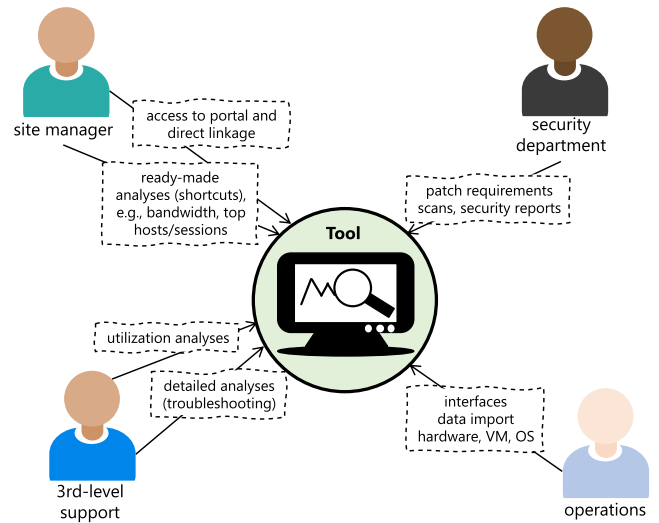 site manager
access to portal and
direct linkage
ready-made
analyses (shortcuts),
e.g., bandwidth, top
hosts/sessions
security
department
patch requirements
scans, security reports
Tool
utilization analyses
detailed analyses
(troubleshooting)
3rd-level
support
interfaces
data import
hardware, VM, OS
operations